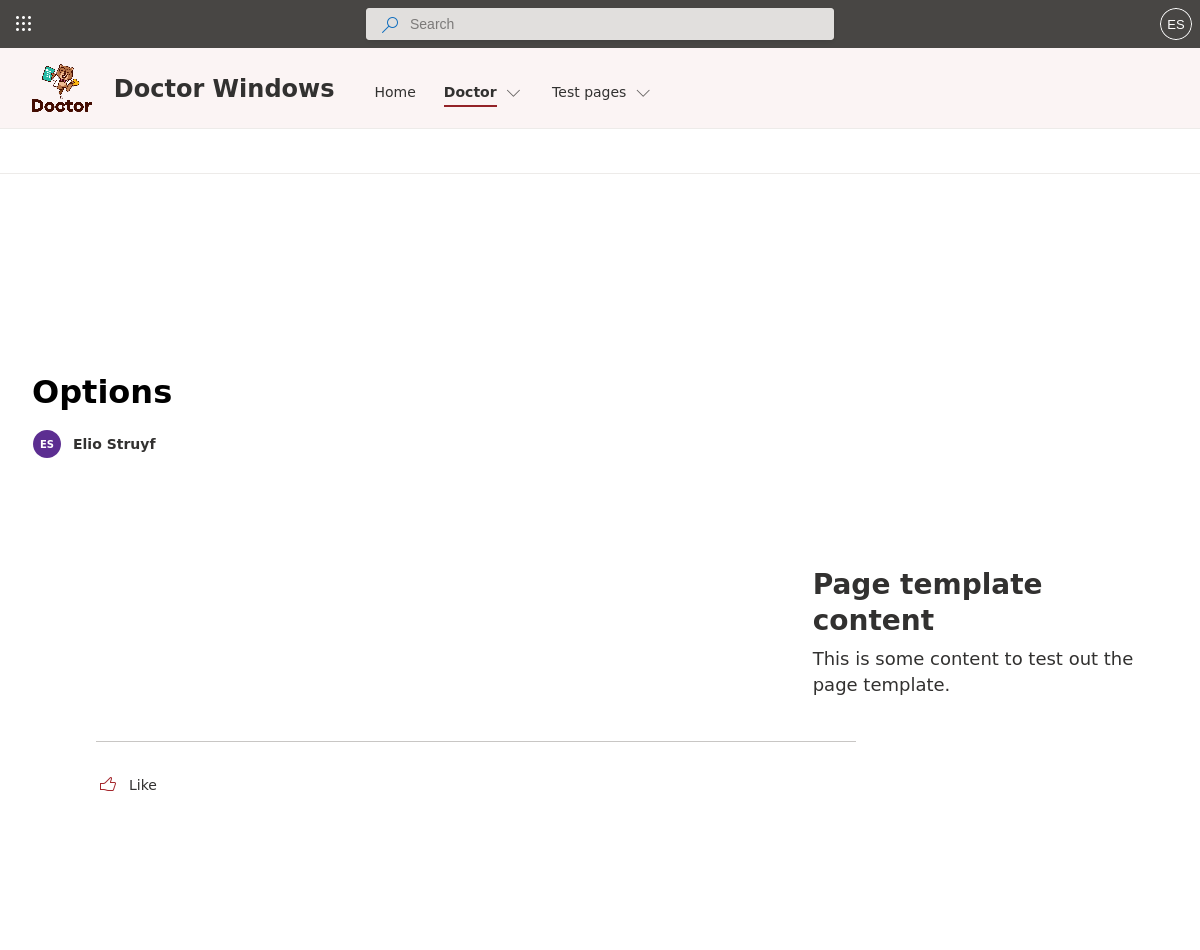 Search
ES
Doctor
Doctor Windows
Home
Doctor
Test pages
Options
ES
Elio Struyf
Page template
content
This is some content to test out the
page template.
Like